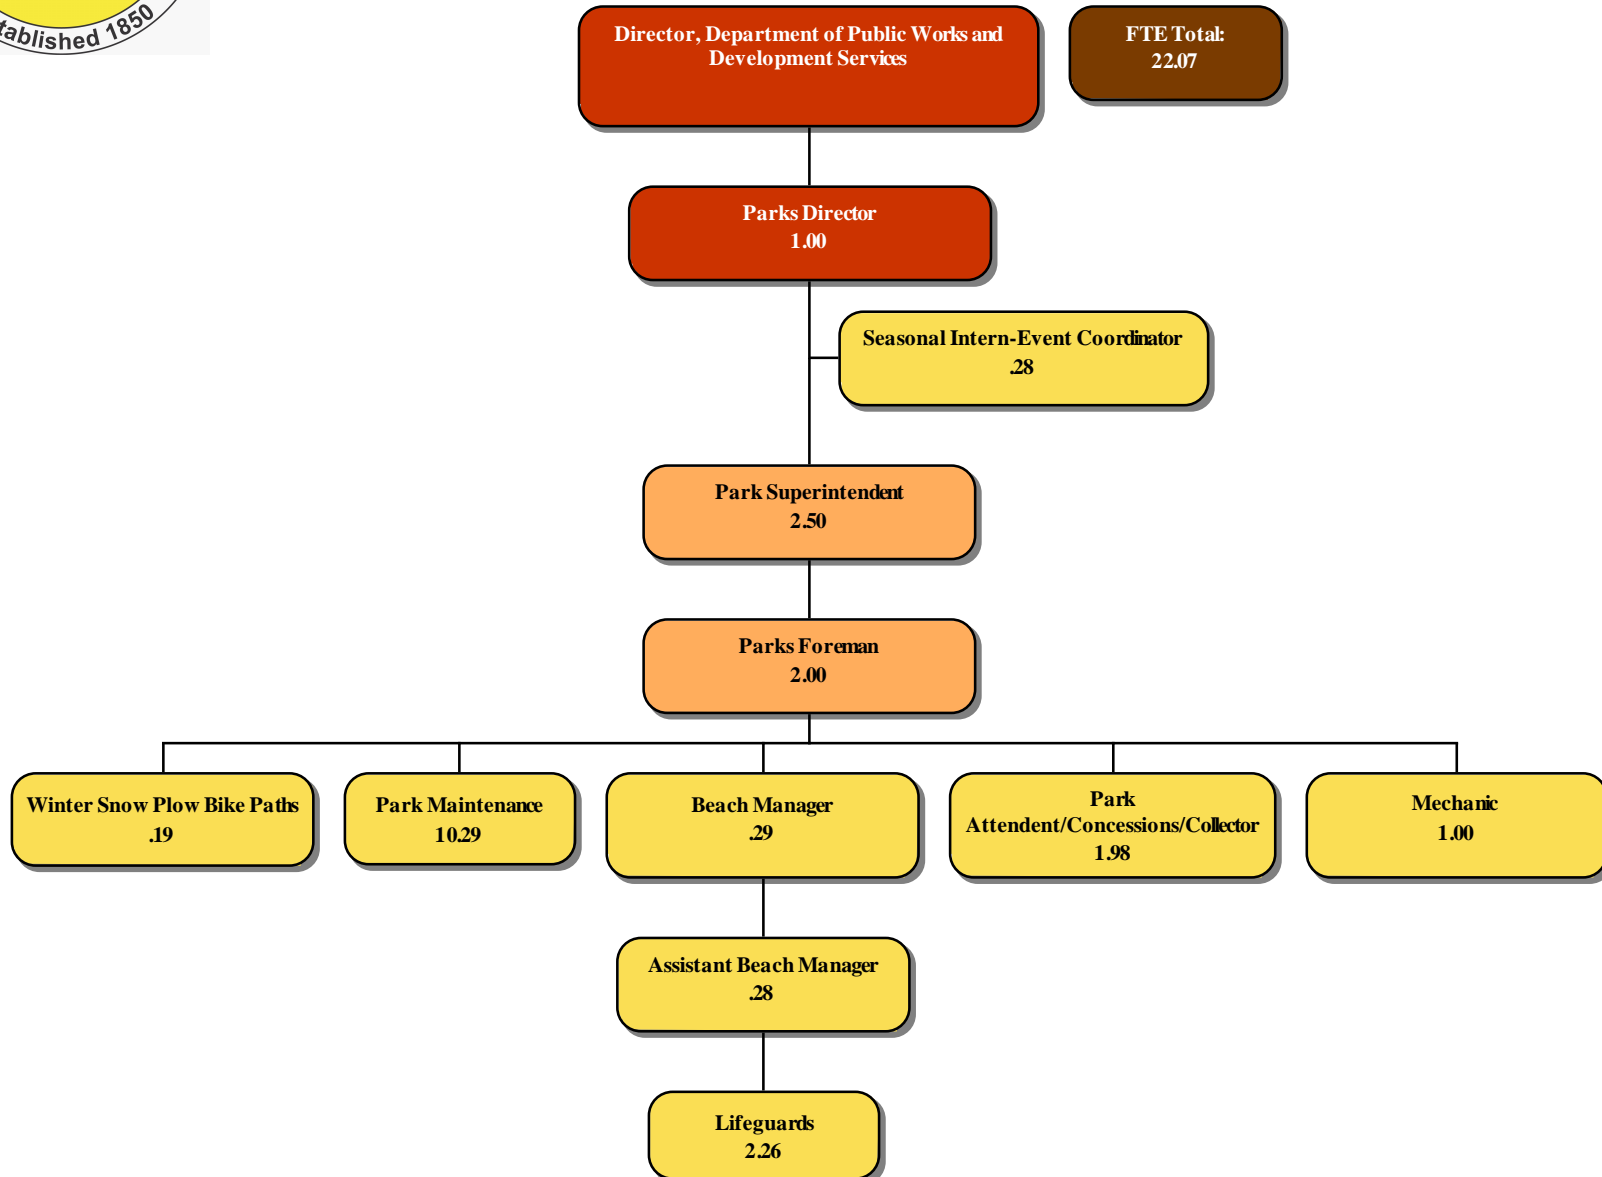 established 1850
Director, Department of Public Works and
Development Services
FTE Total:
22.07
Parks Director
1.00
Seasonal Intern-Event Coordinator
.28
Park Superintendent
2.50
Parks Foreman
2.00
Winter Snow Plow Bike Paths
.19
Park Maintenance
10.29
Beach Manager
.29
Park
Attendent/Concessions/Collector
1.98
Mechanic
1.00
Assistant Beach Manager
.28
Lifeguards
2.26